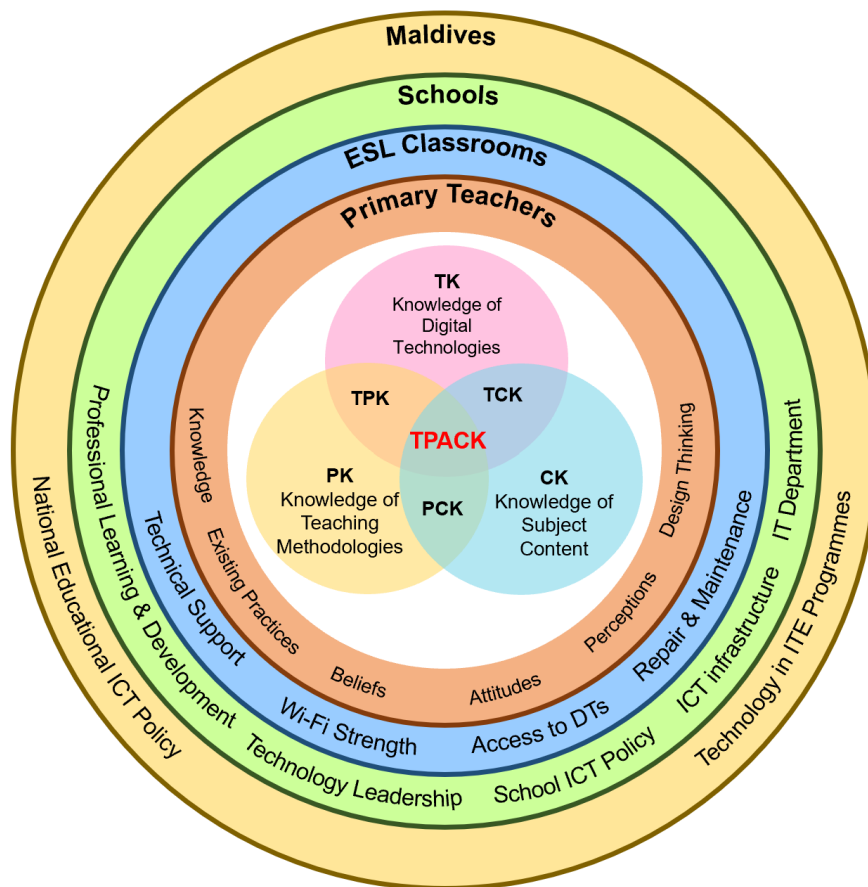 Maldives
Schools
ESL Classrooms
Primary Teachers
TK
Knowledge of
Digital
Technologies
TPK
TCK
TPACK
PK
Knowledge of
Teaching
Methodologies
CK
Knowledge of
Subject
Content
PCK
Knowledge
Existing Practices
Beliefs
Attitudes
Perceptions
Design Thinking
Technical Support
Wi-Fi Strength
Access to DTs
Repair & Maintenance
Professional Learning & Development
Technology Leadership
School ICT Policy
ICT infrastructure
IT Department
National Educational ICT Policy
Technology in ITE Programmes